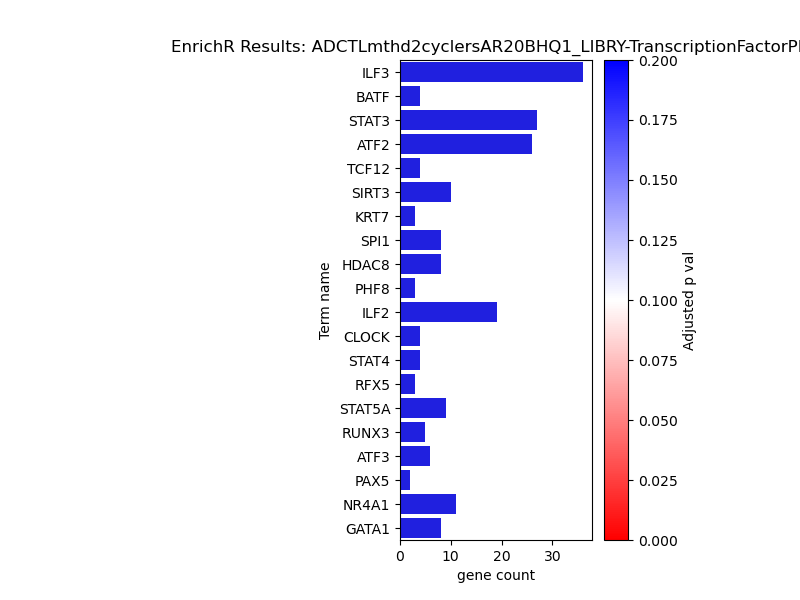 EnrichR Results: ADCTLmthd2cyclersAR20BHQ1_LIBRY-TranscriptionFactorP
ILF3
BATF
STAT3
ATF2
TCF12
SIRT3
KRT7
SPI1
HDAC8
PHF8
ILF2
CLOCK
STAT4
RFX5
STAT5A
RUNX3
ATF3
PAX5
NR4A1
GATA1
Term name
0 10 20 30
gene count
0.200
0.175
0.150
0.125
0.100
0.075
0.050
0.025
0.000
Adjusted p val